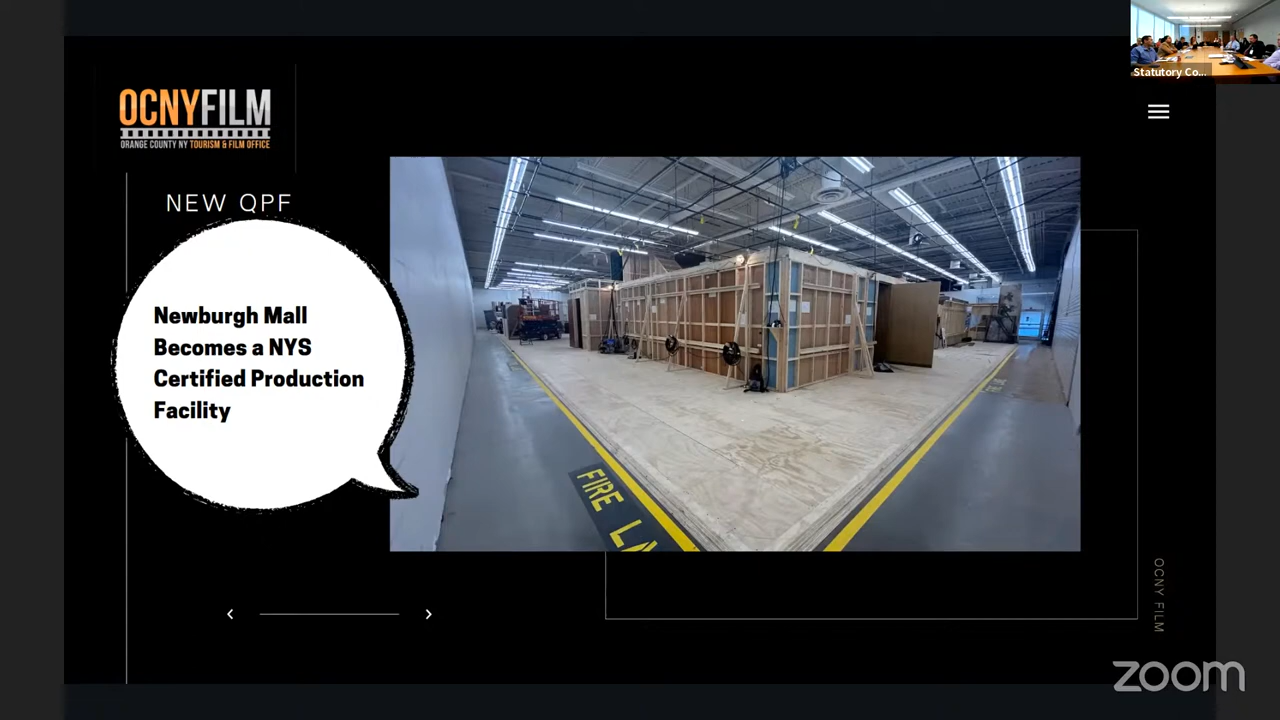 Statutory Co...
OCNYFILM
ORANGE COUNTY NY TOURISM & FILM OFFICE
NEW QPF
Newburgh Mall
Becomes a NYS
Certified Production
Facility
FIRE LA
OCNY FILM
zoom